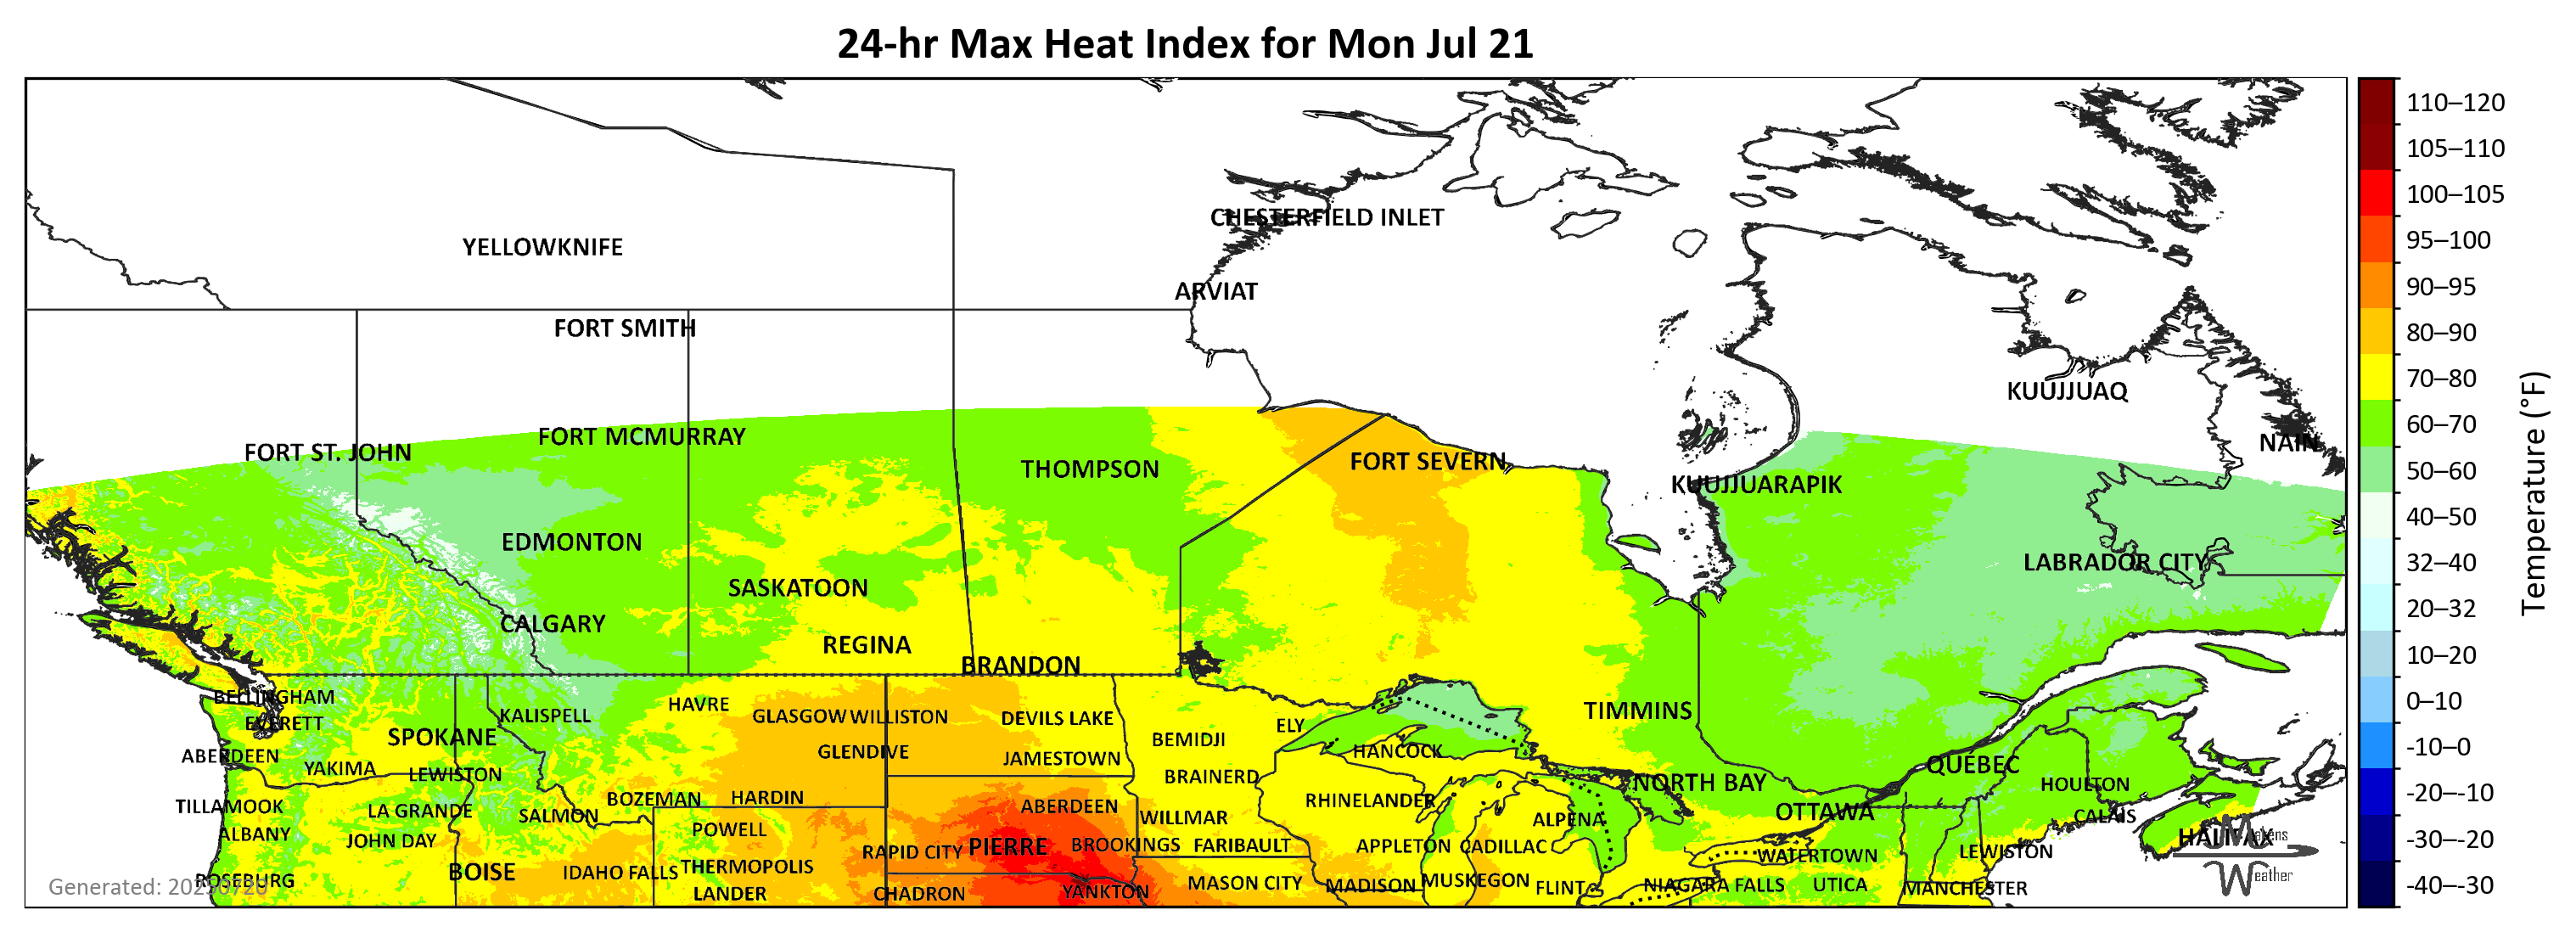 24-hr Max Heat Index for Mon Jul 21
CHESTERFIELD INLET
YELLOWKNIFE
ARVIAT
FORT SMITH
KUUJJUAQ
FORT MCMURRAY
NAIN
FORT ST. JOHN
FORT SEVERN
THOMPSON
KUUJJUARAPIK
EDMONTON
LABRADOR CITY
SASKATOON
CALGARY
REGINA
BRANDON
BELLINGHAM
HAVRE
KALISPELL
GLASGOW
WILLISTON
DEVILS LAKE
TIMMINS
EVERETT
ELY
SPOKANE
BEMIDJI
HANCOCK
GLENDIVE
ABERDEEN
JAMESTOWN
QUÉBEC
YAKIMA
LEWISTON
BRAINERD
NORTH BAY
HOULTON
BOZEMAN
HARDIN
RHINELANDER
TILLAMOOK
ABERDEEN
LA GRANDE
SALMON
OTTAWA
CALAIS
WILLMAR
ALPENA
POWELL
ALBANY
HALIFAX
Makens
JOHN DAY
BROOKINGS
FARIBAULT
APPLETON
CADILLAC
PIERRE
RAPID CITY
LEWISTON
WATERTOWN
THERMOPOLIS
BOISE
IDAHO FALLS
Weather
ROSEBURG
MUSKEGON
MASON CITY
MADISON
FLINT
NIAGARA FALLS
UTICA
MANCHESTER
Generated: 20250720
YANKTON
LANDER
CHADRON
110–120
105–110
100–105
95–100
90–95
80–90
70–80
60–70
50–60
40–50
32–40
20–32
10–20
0–10
-10–0
-20–-10
-30–-20
-40–-30
Temperature (°F)